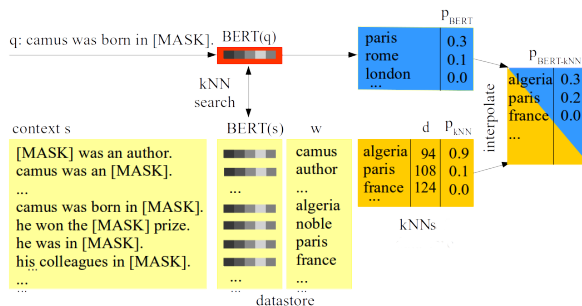 q: camus was born in [MASK].
BERT(q)
kNN
search
p_BERT
paris 0.3
rome 0.1
london 0.0
...
p_BERT-kNN
algeria 0.3
paris 0.2
france 0.0
...
interpolate
context s
BERT(s)
w
[MASK] was an author. camus
camus was an [MASK]. author
... ... ...
camus was born in [MASK]. algeria
he won the [MASK] prize. noble
he was in [MASK]. paris
his colleagues in [MASK]. france
...
... ... ...
datastore
d p_kNN
algeria 94 0.9
paris 108 0.1
france 124 0.0
...
kNNs